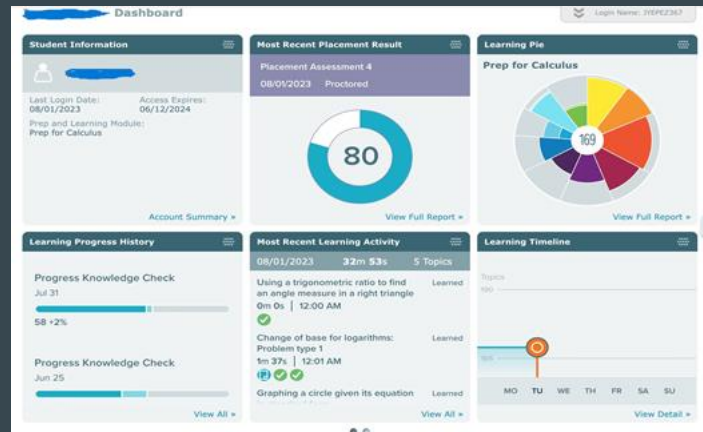 Dashboard
Login Name: JYEPEZ367
Student Information
Last Login Date:
08/01/2023
Access Expires:
06/12/2024
Prep and Learning Module:
Prep for Calculus
Account Summary »
Most Recent Placement Result
Placement Assessment 4
08/01/2023 Proctored
80
View Full Report »
Learning Pie
Prep for Calculus
169
View Full Report »
Learning Progress History
Progress Knowledge Check
Jul 31
58 +2%
Progress Knowledge Check
Jun 25
View All »
Most Recent Learning Activity
08/01/2023 32m 53s 5 Topics
Using a trigonometric ratio to find Learned
an angle measure in a right triangle
0m 0s | 12:00 AM
Change of base for logarithms: Learned
Problem type 1
1m 37s | 12:01 AM
Graphing a circle given its equation Learned
View All »
Learning Timeline
Topics
MO TU WE TH FR SA SU
View Detail »